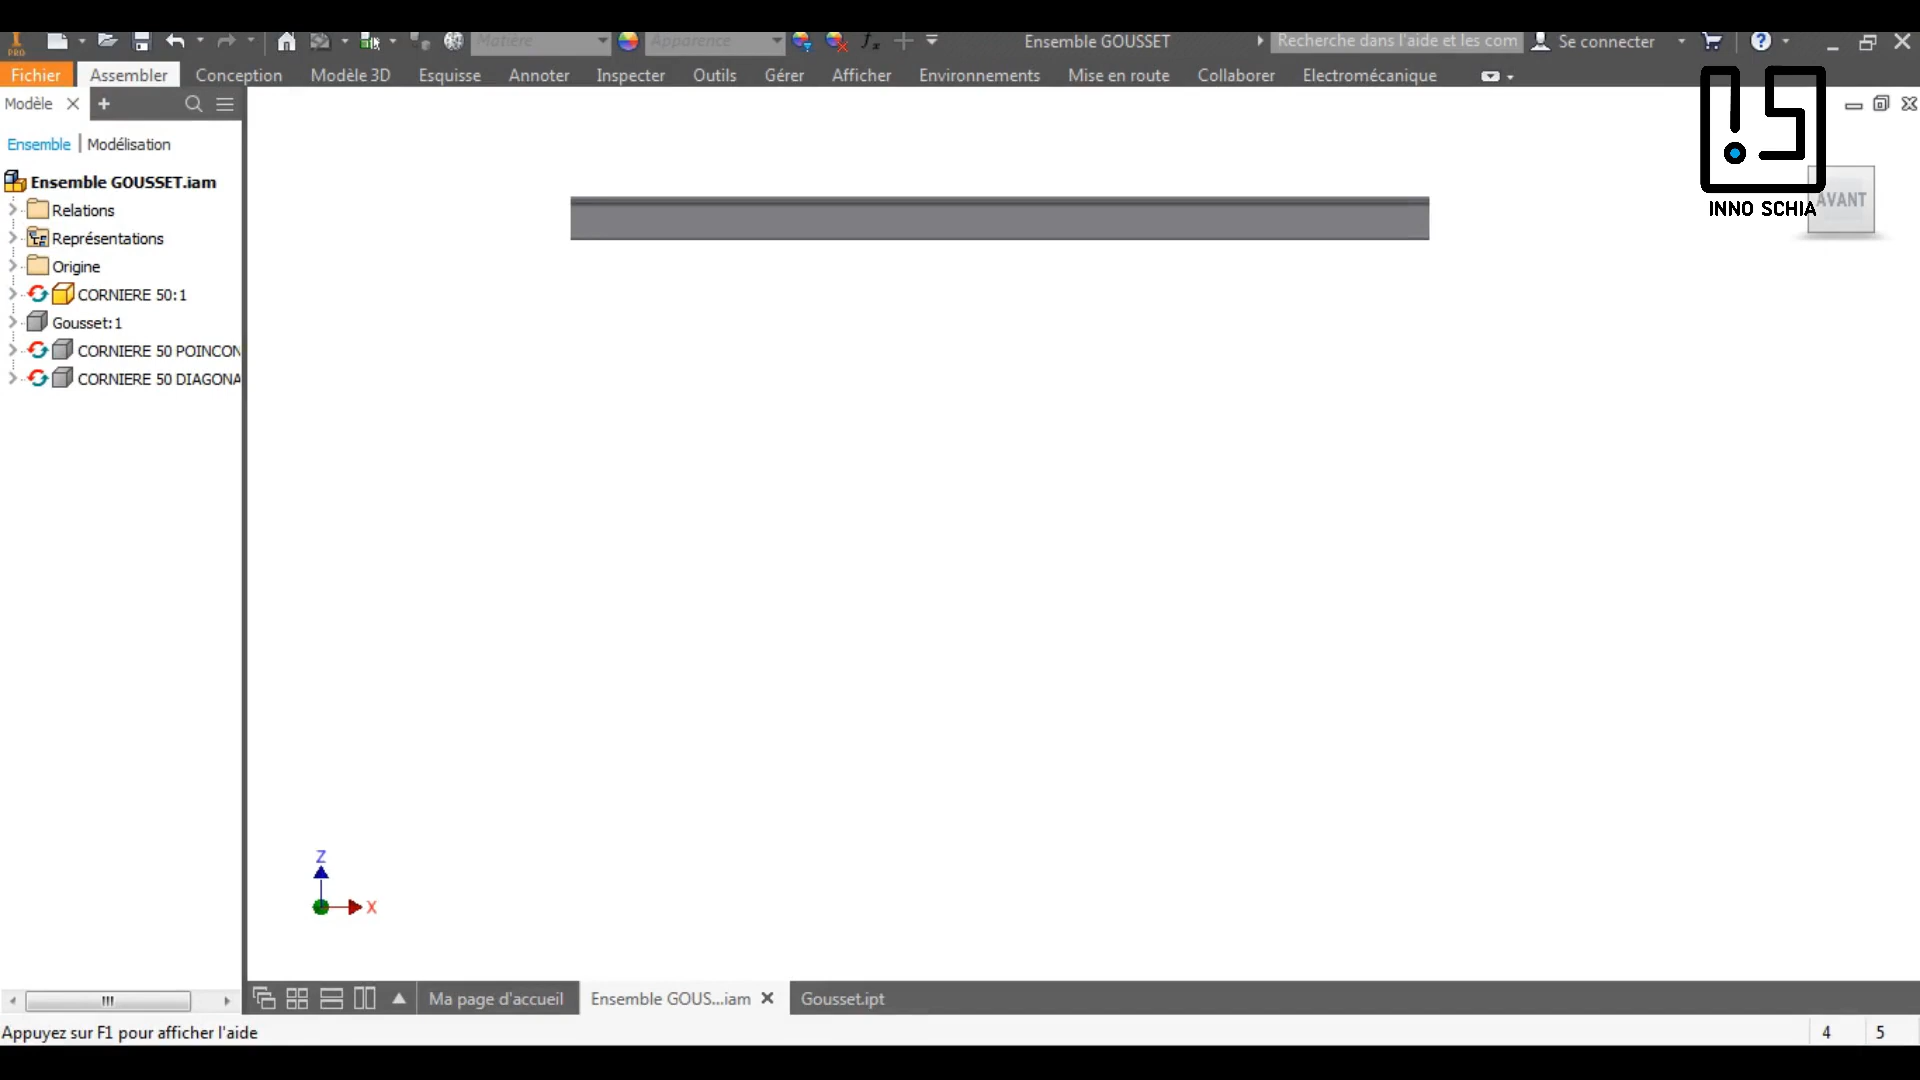 PRO
Matière
Apparence
Ensemble GOUSSET
Recherche dans l'aide et les com
Se connecter
Fichier
Assembler
Conception
Modèle 3D
Esquisse
Annoter
Inspecter
Outils
Gérer
Afficher
Environnements
Mise en route
Collaborer
Electromécanique
Modèle
Ensemble
Modélisation
Ensemble GOUSSET.iam
Relations
Représentations
Origine
CORNIERE 50:1
Gousset:1
CORNIERE 50 POINCON
CORNIERE 50 DIAGONA
INNO SCHIA
AVANT
Z
X
Ma page d'accueil
Ensemble GOUS...iam
Gousset.ipt
Appuyez sur F1 pour afficher l'aide
4
5